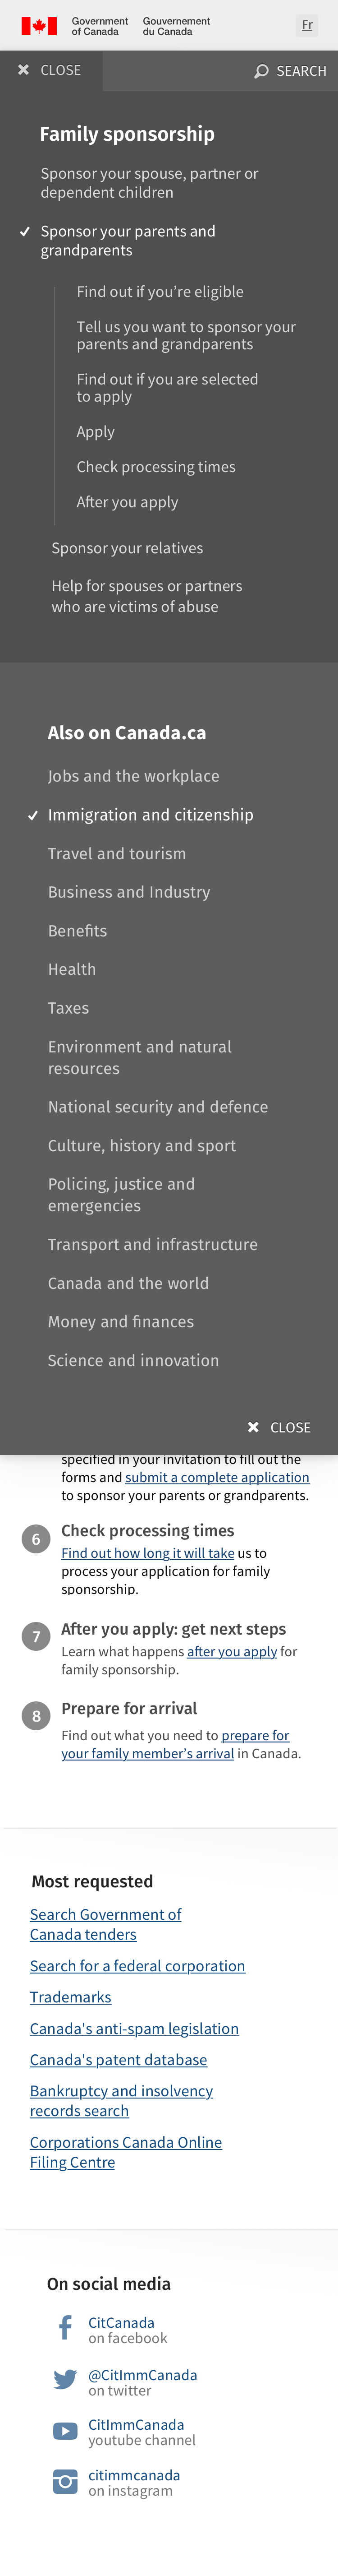 Government of Canada
Gouvernement du Canada
Fr
CLOSE
SEARCH
Family sponsorship
Sponsor your spouse, partner or
dependent children
Sponsor your parents and
grandparents
Find out if you’re eligible
Tell us you want to sponsor your
parents and grandparents
Find out if you are selected
to apply
Apply
Check processing times
After you apply
Sponsor your relatives
Help for spouses or partners
who are victims of abuse
Also on Canada.ca
Jobs and the workplace
Immigration and citizenship
Travel and tourism
Business and Industry
Benefits
Health
Taxes
Environment and natural
resources
National security and defence
Culture, history and sport
Policing, justice and
emergencies
Transport and infrastructure
Canada and the world
Money and finances
Science and innovation
CLOSE
specified in your invitation to fill out the
forms and submit a complete application
to sponsor your parents or grandparents.
6
Check processing times
Find out how long it will take us to
process your application for family
sponsorship.
7
After you apply: get next steps
Learn what happens after you apply for
family sponsorship.
8
Prepare for arrival
Find out what you need to prepare for
your family member’s arrival in Canada.
Most requested
Search Government of
Canada tenders
Search for a federal corporation
Trademarks
Canada's anti-spam legislation
Canada's patent database
Bankruptcy and insolvency
records search
Corporations Canada Online
Filing Centre
On social media
CitCanada
on facebook
@CitImmCanada
on twitter
CitImmCanada
youtube channel
citimmcanada
on instagram